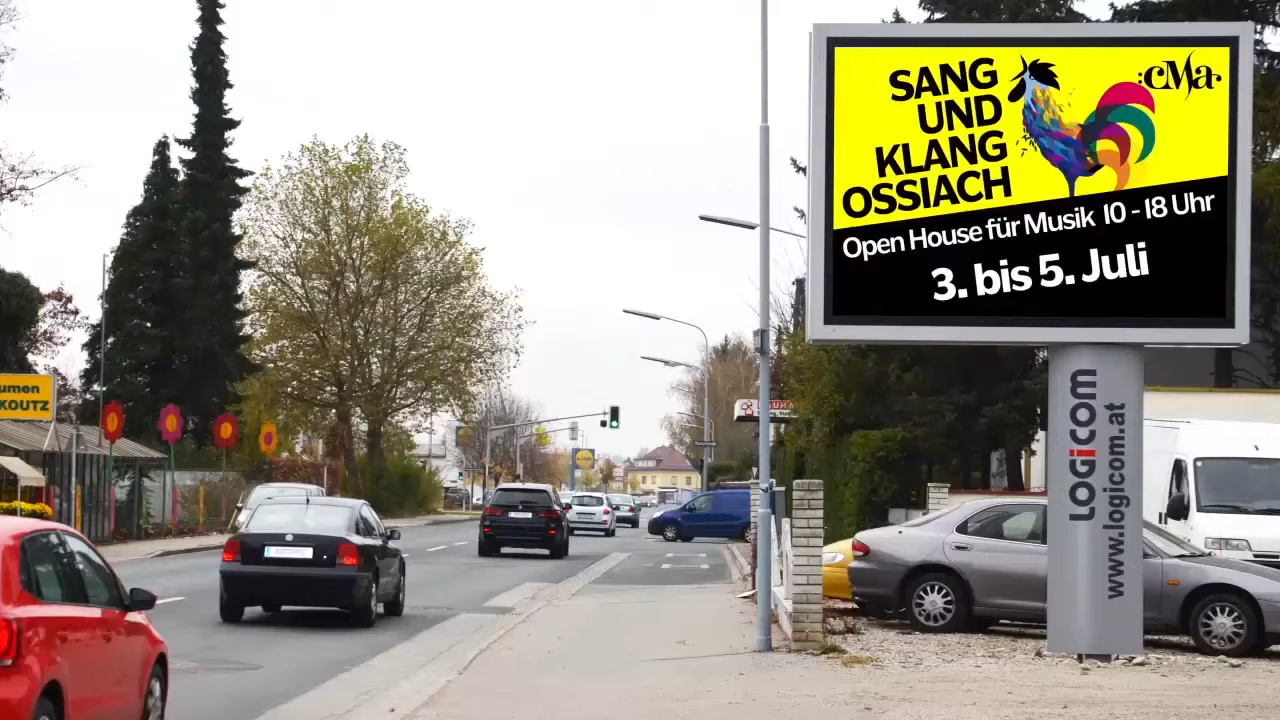 SANG
UND
KLANG
OSSIACH
:cMa:
Open House für Musik 10 - 18 Uhr
3. bis 5. Juli
LOGiCOM
www.logicom.at
umen
KOUTZ